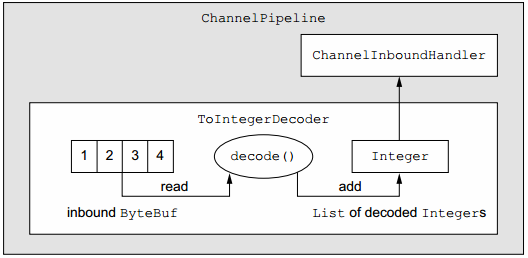 ChannelPipeline
ChannelInboundHandler
ToIntegerDecoder
1 2 3 4
decode()
Integer
read
add
inbound ByteBuf
List of decoded Integers